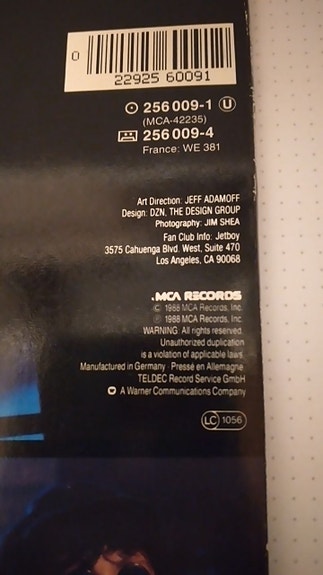 0
22925 60091
256 009-1 U
(MCA-42235)
256 009-4
France: WE 381
Art Direction: JEFF ADAMOFF
Design: DZN, THE DESIGN GROUP
Photography: JIM SHEA
Fan Club Info: Jetboy
3575 Cahuenga Blvd. West, Suite 470
Los Angeles, CA 90068
MCA RECORDS
© 1988 MCA Records, Inc.
℗ 1988 MCA Records, Inc.
WARNING: All rights reserved.
Unauthorized duplication
is a violation of applicable laws.
Manufactured in Germany · Pressé en Allemagne
TELDEC Record Service GmbH
A Warner Communications Company
LC 1056